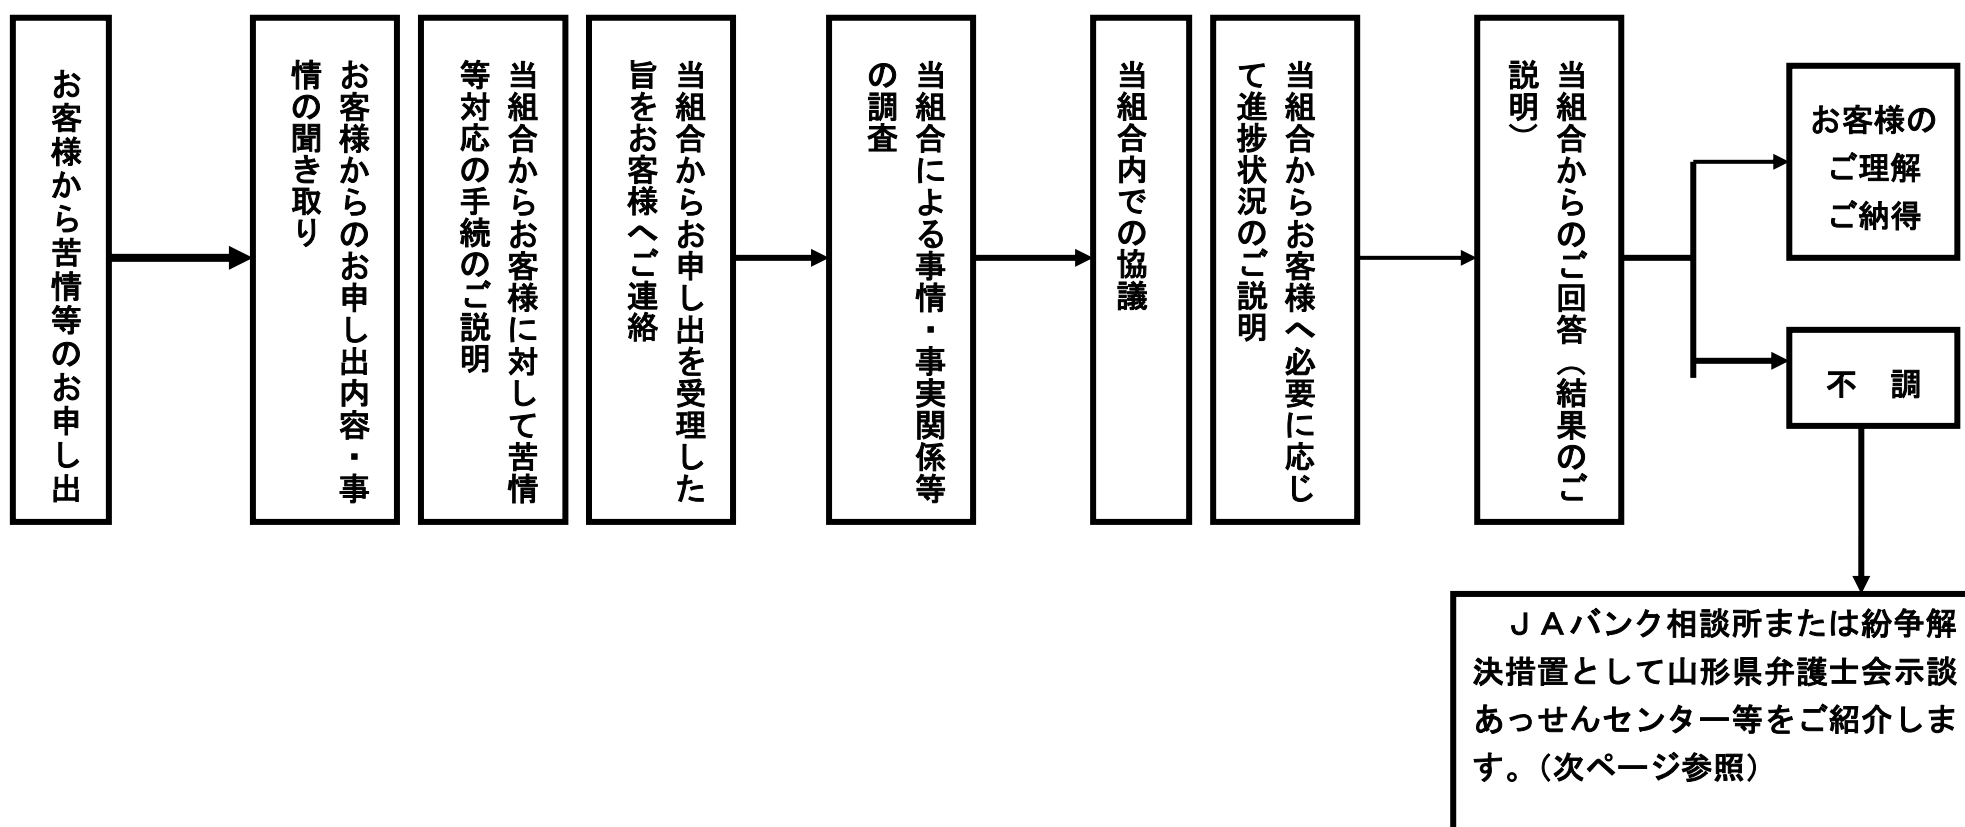 お客様から苦情等のお申し出
お客様からのお申し出内容・事
情の聞き取り
当組合からお客様に対して苦情
等対応の手続のご説明
当組合からお申し出を受理した
旨をお客様へご連絡
当組合による事情・事実関係等
の調査
当組合内での協議
当組合からお客様へ必要に応じ
て進捗状況のご説明
当組合からのご回答（結果のご
説明）
お客様の
ご理解
ご納得
不　調
ＪＡバンク相談所または紛争解
決措置として山形県弁護士会示談
あっせんセンター等をご紹介しま
す。（次ページ参照）